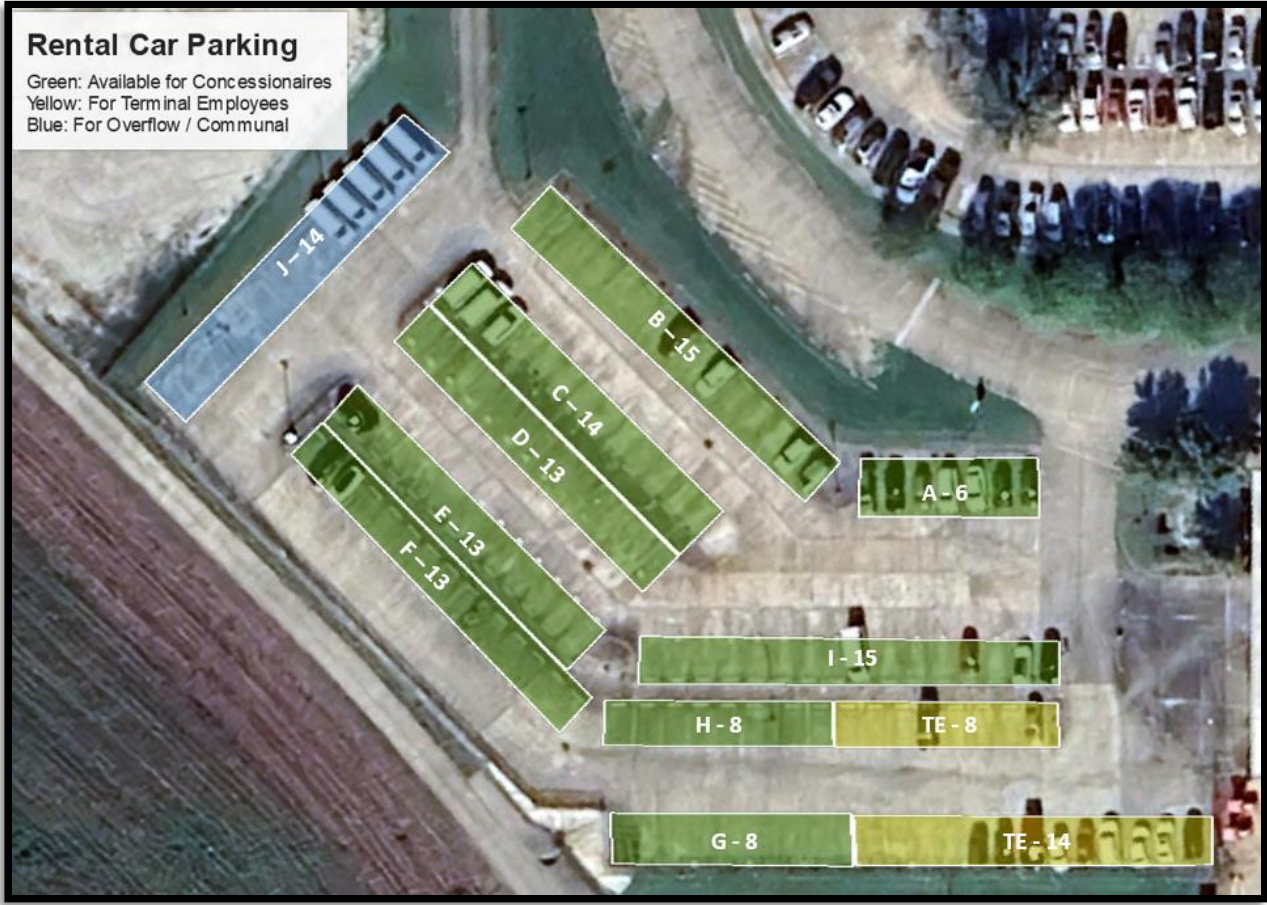 Rental Car Parking
Green: Available for Concessionaires
Yellow: For Terminal Employees
Blue: For Overflow / Communal
J – 14
B – 15
C – 14
D – 13
A - 6
E – 13
F – 13
I - 15
H - 8
TE - 8
G - 8
TE - 14